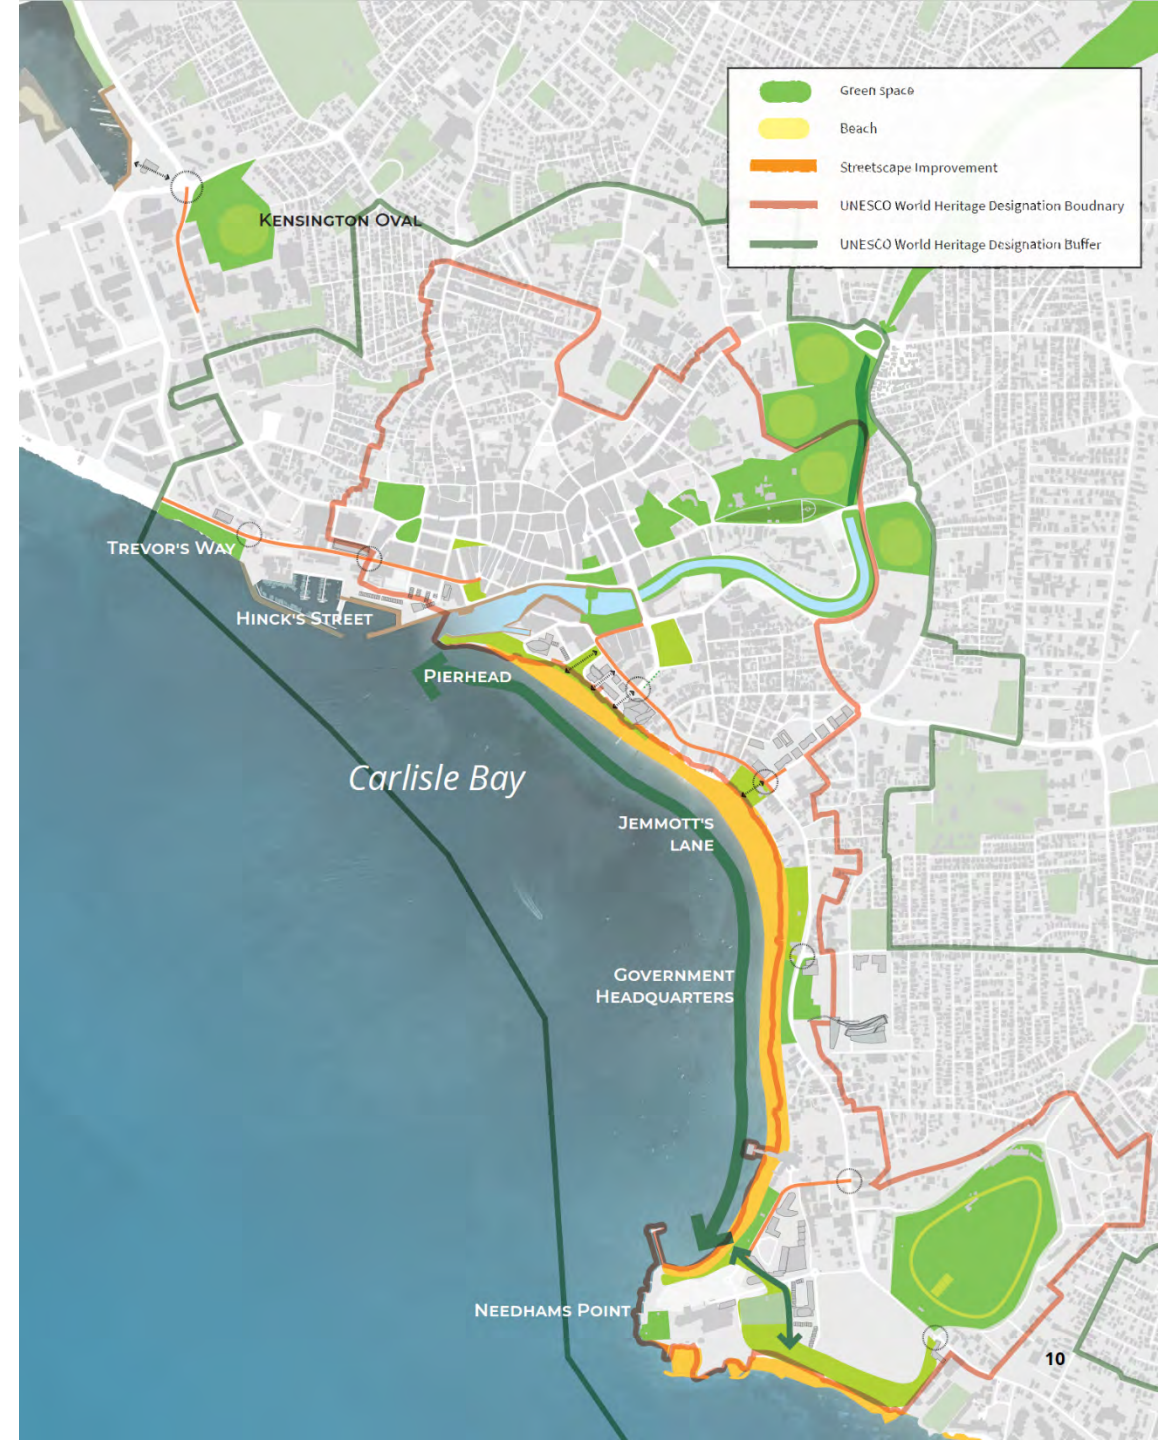 Green space
Beach
Streetscape Improvement
UNESCO World Heritage Designation Boudnary
UNESCO World Heritage Designation Buffer
KENSINGTON OVAL
TREVOR'S WAY
HINCK'S STREET
PIERHEAD
Carlisle Bay
JEMMOTT'S
LANE
GOVERNMENT
HEADQUARTERS
NEEDHAMS POINT
10